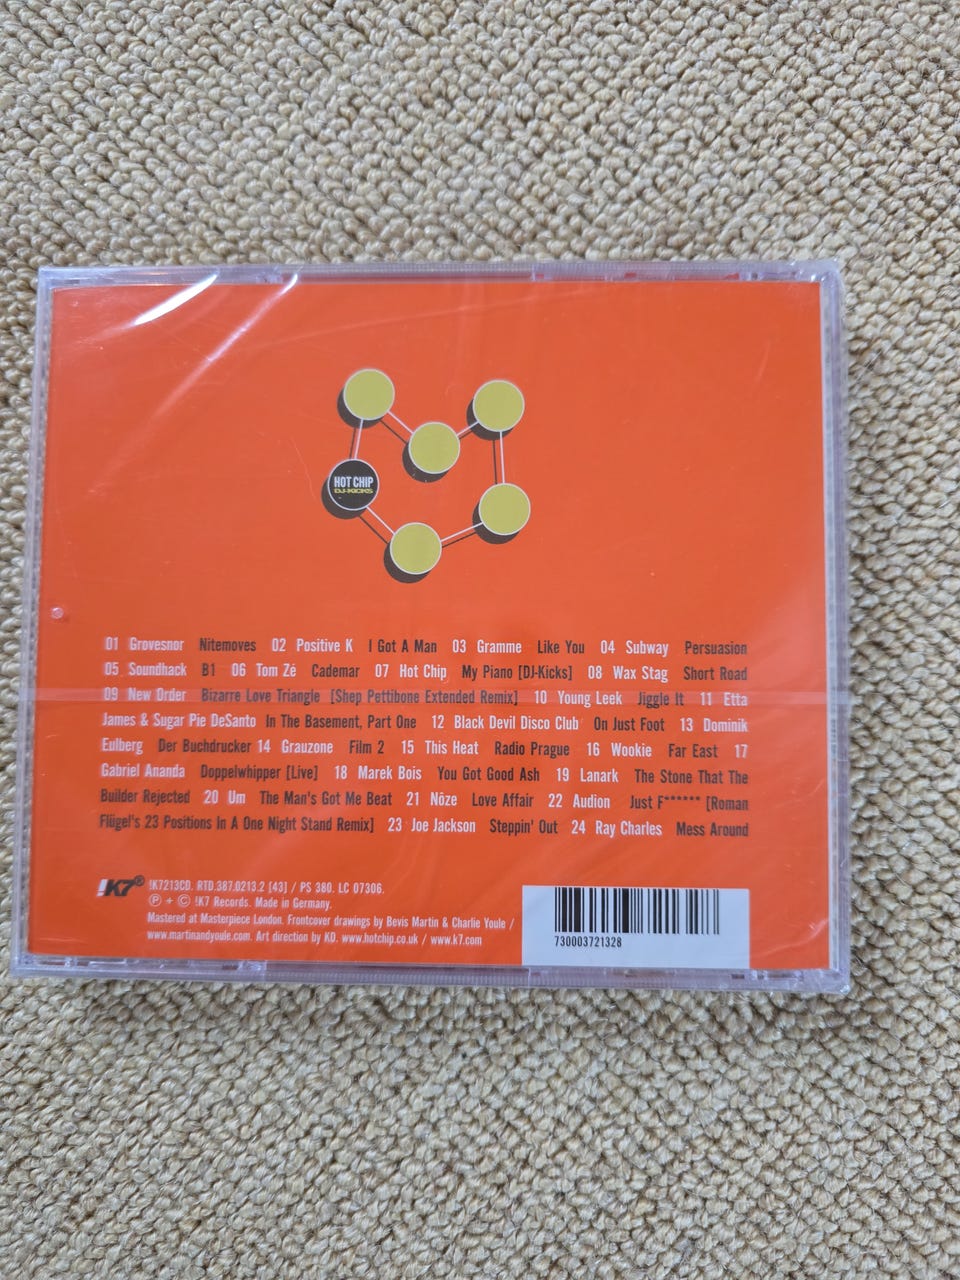 HOT CHIP
DJ-KICKS
01 Grovesnor Nitemoves 02 Positive K I Got A Man 03 Gramme Like You 04 Subway Persuasion
05 Soundhack B1 06 Tom Zé Cademar 07 Hot Chip My Piano [DJ-Kicks] 08 Wax Stag Short Road
09 New Order Bizarre Love Triangle [Shep Pettibone Extended Remix] 10 Young Leek Jiggle It 11 Etta
James & Sugar Pie DeSanto In The Basement, Part One 12 Black Devil Disco Club On Just Foot 13 Dominik
Eulberg Der Buchdrucker 14 Grauzone Film 2 15 This Heat Radio Prague 16 Wookie Far East 17
Gabriel Ananda Doppelwhipper [Live] 18 Marek Bois You Got Good Ash 19 Lanark The Stone That The
Builder Rejected 20 Um The Man's Got Me Beat 21 Nôze Love Affair 22 Audion Just F****** [Roman
Flügel's 23 Positions In A One Night Stand Remix] 23 Joe Jackson Steppin' Out 24 Ray Charles Mess Around
!K7® !K7213CD. RTD.387.0213.2 [43] / PS 380. LC 07306.
℗ + © !K7 Records. Made in Germany.
Mastered at Masterpiece London. Frontcover drawings by Bevis Martin & Charlie Youle /
www.martinandyoule.com. Art direction by KD. www.hotchip.co.uk / www.k7.com
730003721328